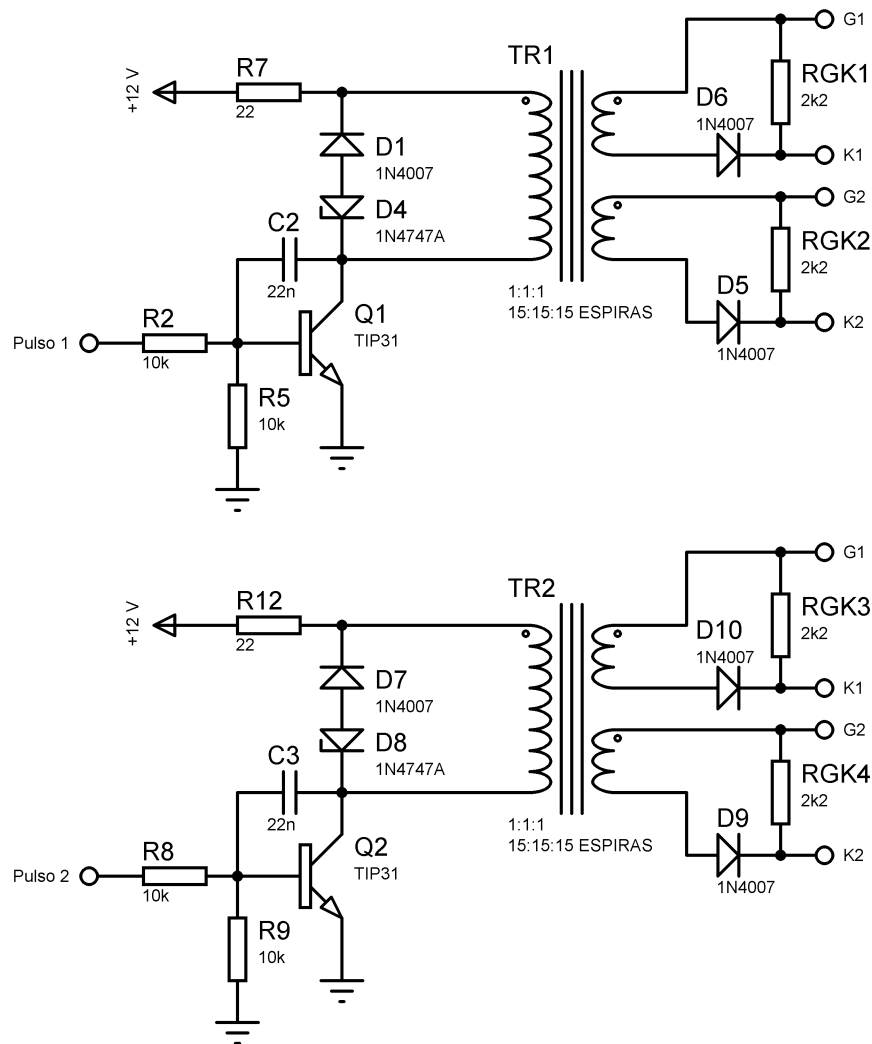 G1
TR1
R7
+12 V
22
RGK1
2k2
D6
1N4007
D1
1N4007
K1
G2
D4
1N4747A
C2
22n
RGK2
2k2
D5
1N4007
1:1:1
15:15:15 ESPIRAS
Q1
TIP31
R2
10k
Pulso 1
K2
R5
10k
G1
TR2
R12
+12 V
22
RGK3
2k2
D10
1N4007
D7
1N4007
K1
G2
D8
1N4747A
C3
22n
RGK4
2k2
D9
1N4007
1:1:1
15:15:15 ESPIRAS
Q2
TIP31
R8
10k
Pulso 2
K2
R9
10k